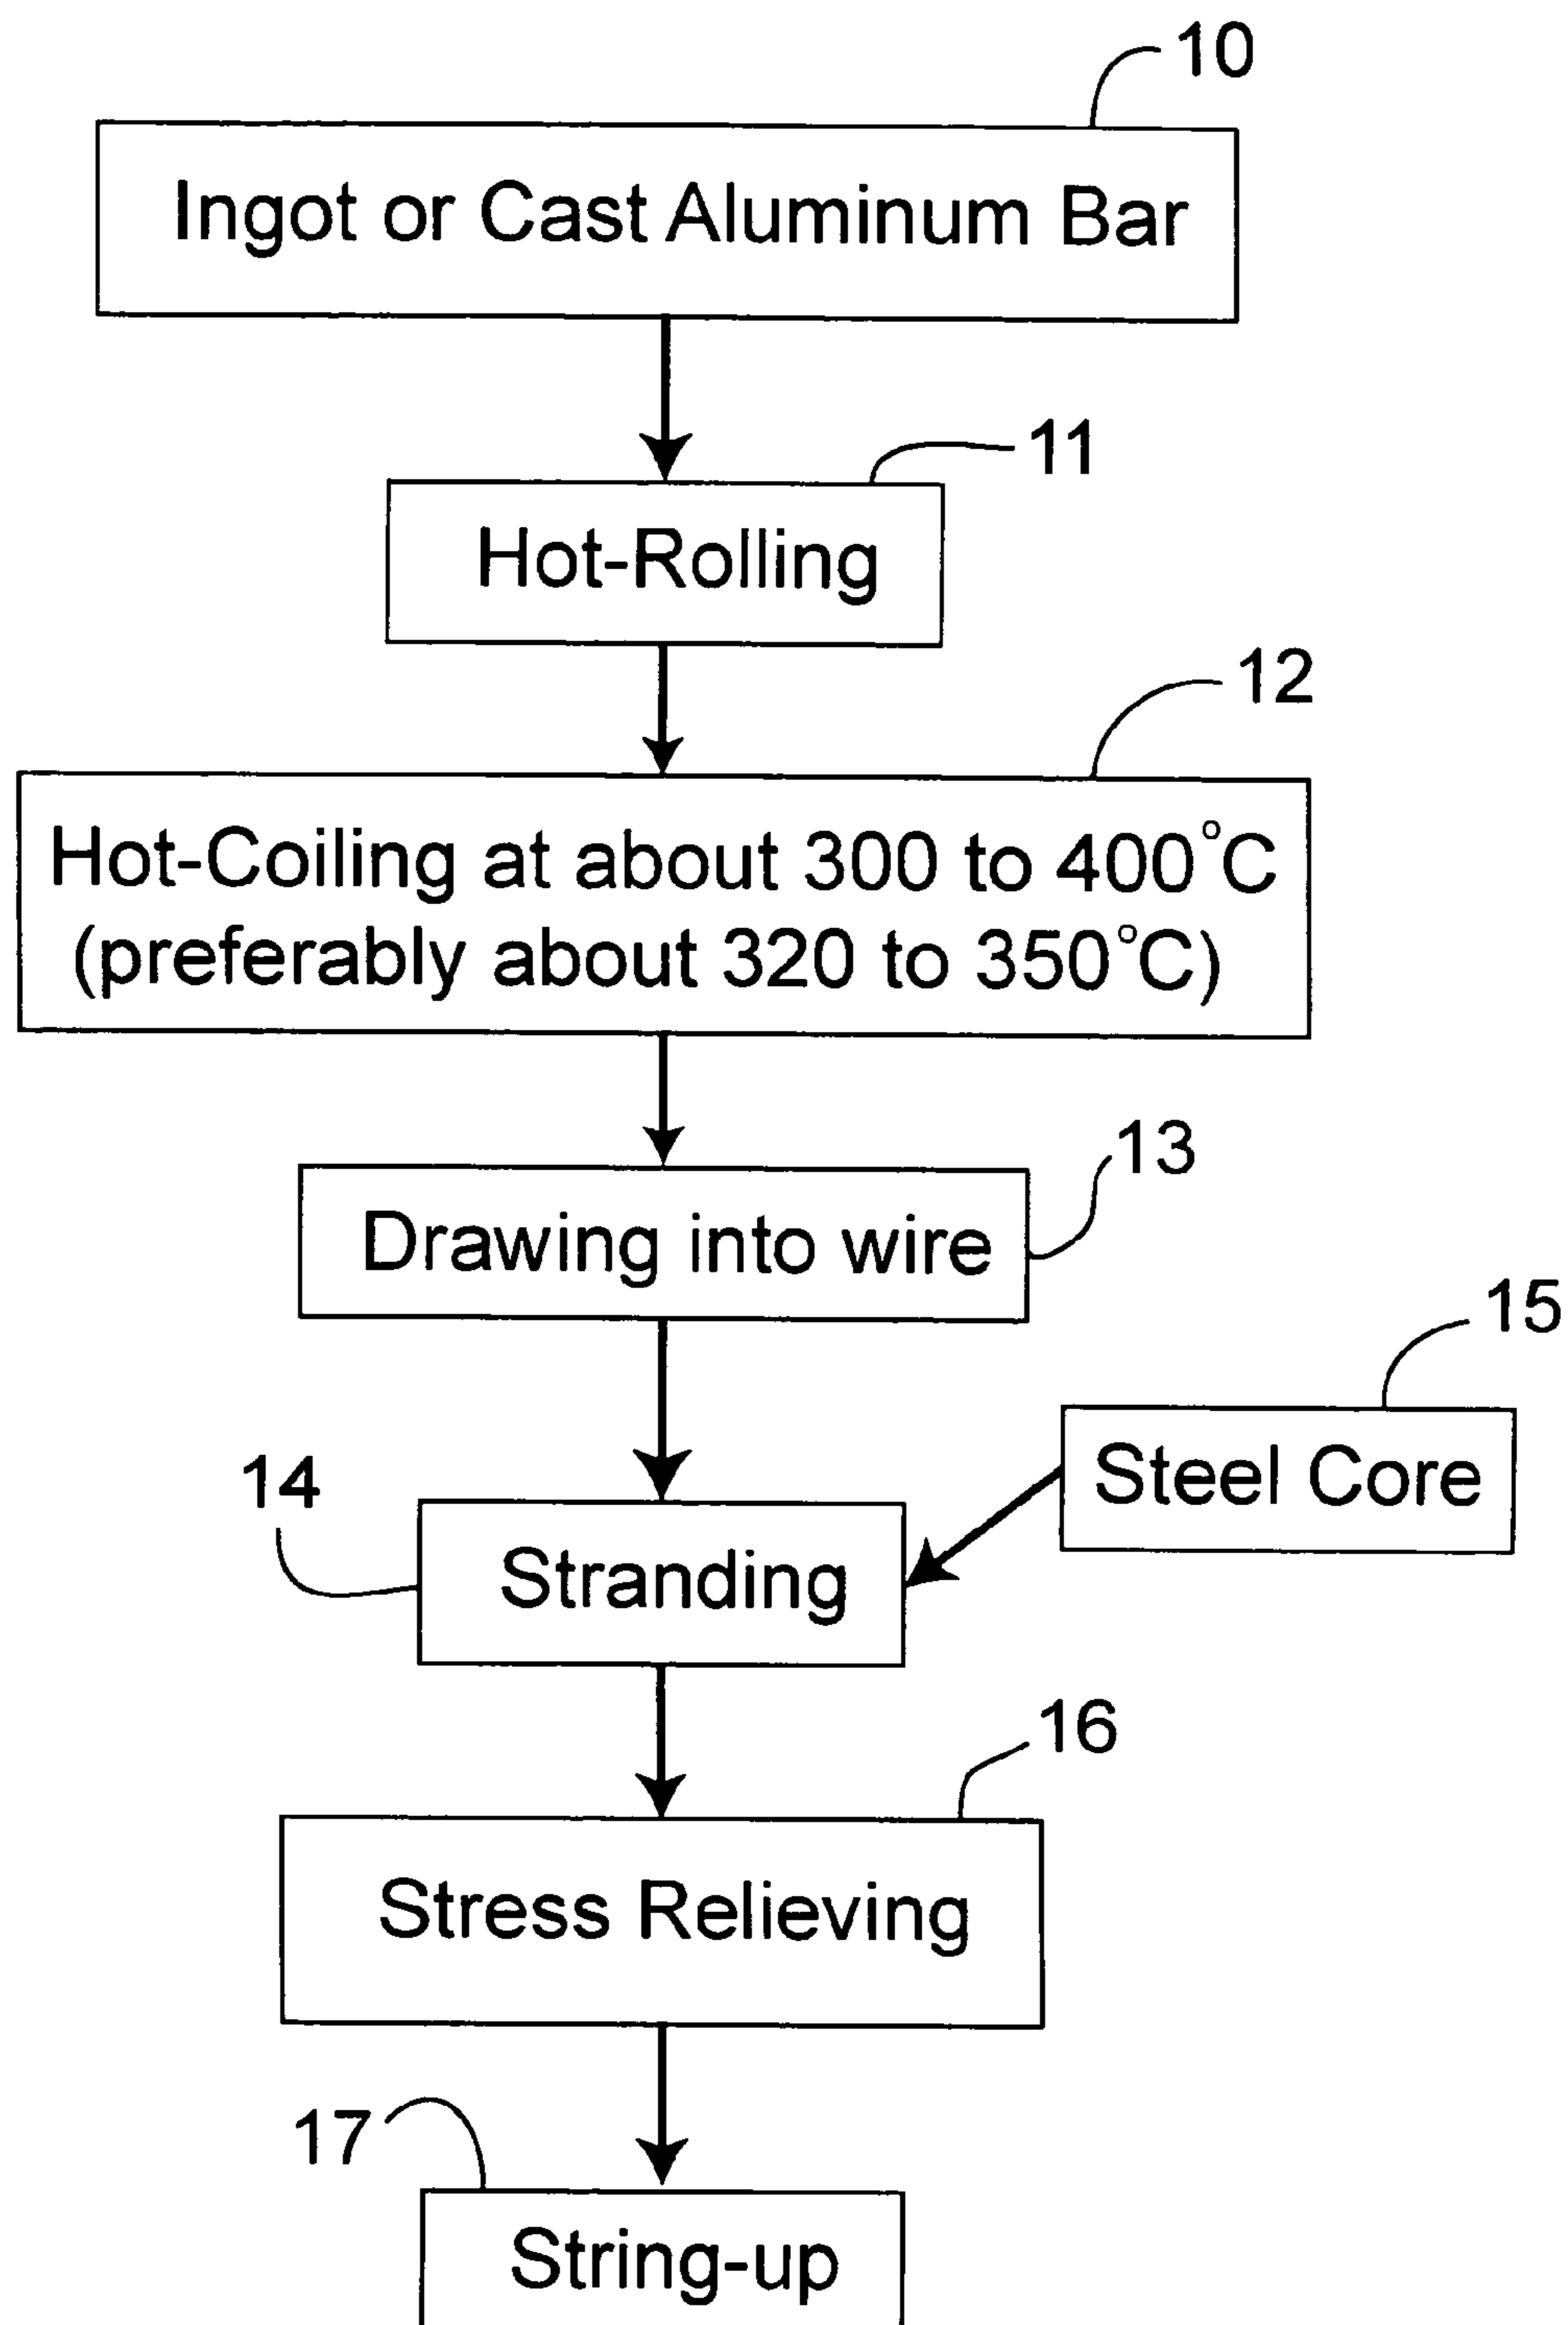 10
Ingot or Cast Aluminum Bar
11
Hot-Rolling
12
Hot-Coiling at about 300 to 400°C
(preferably about 320 to 350°C)
13
Drawing into wire
15
Steel Core
14
Stranding
16
Stress Relieving
17
String-up